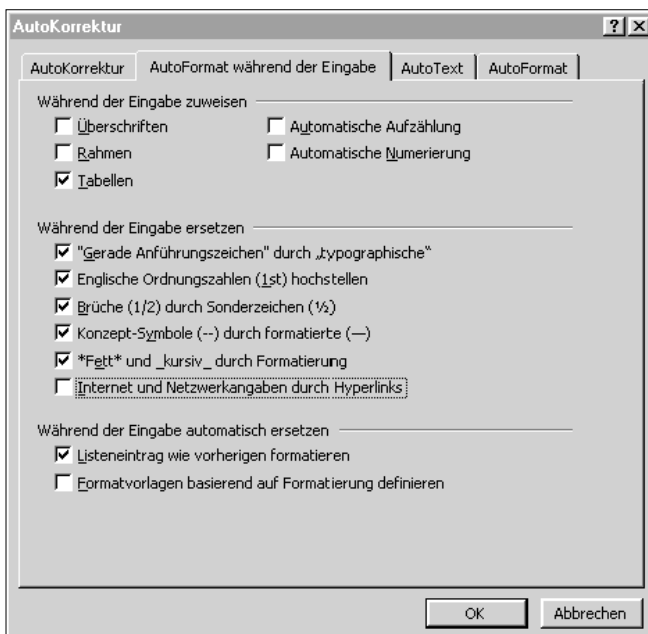 AutoKorrektur
AutoKorrektur AutoFormat während der Eingabe AutoText AutoFormat
Während der Eingabe zuweisen
Überschriften Automatische Aufzählung
Rahmen Automatische Numerierung
Tabellen
Während der Eingabe ersetzen
"Gerade Anführungszeichen" durch „typographische“
Englische Ordnungszahlen (1st) hochstellen
Brüche (1/2) durch Sonderzeichen (½)
Konzept-Symbole (--) durch formatierte (—)
*Fett* und _kursiv_ durch Formatierung
Internet und Netzwerkangaben durch Hyperlinks
Während der Eingabe automatisch ersetzen
Listeneintrag wie vorherigen formatieren
Formatvorlagen basierend auf Formatierung definieren
OK Abbrechen